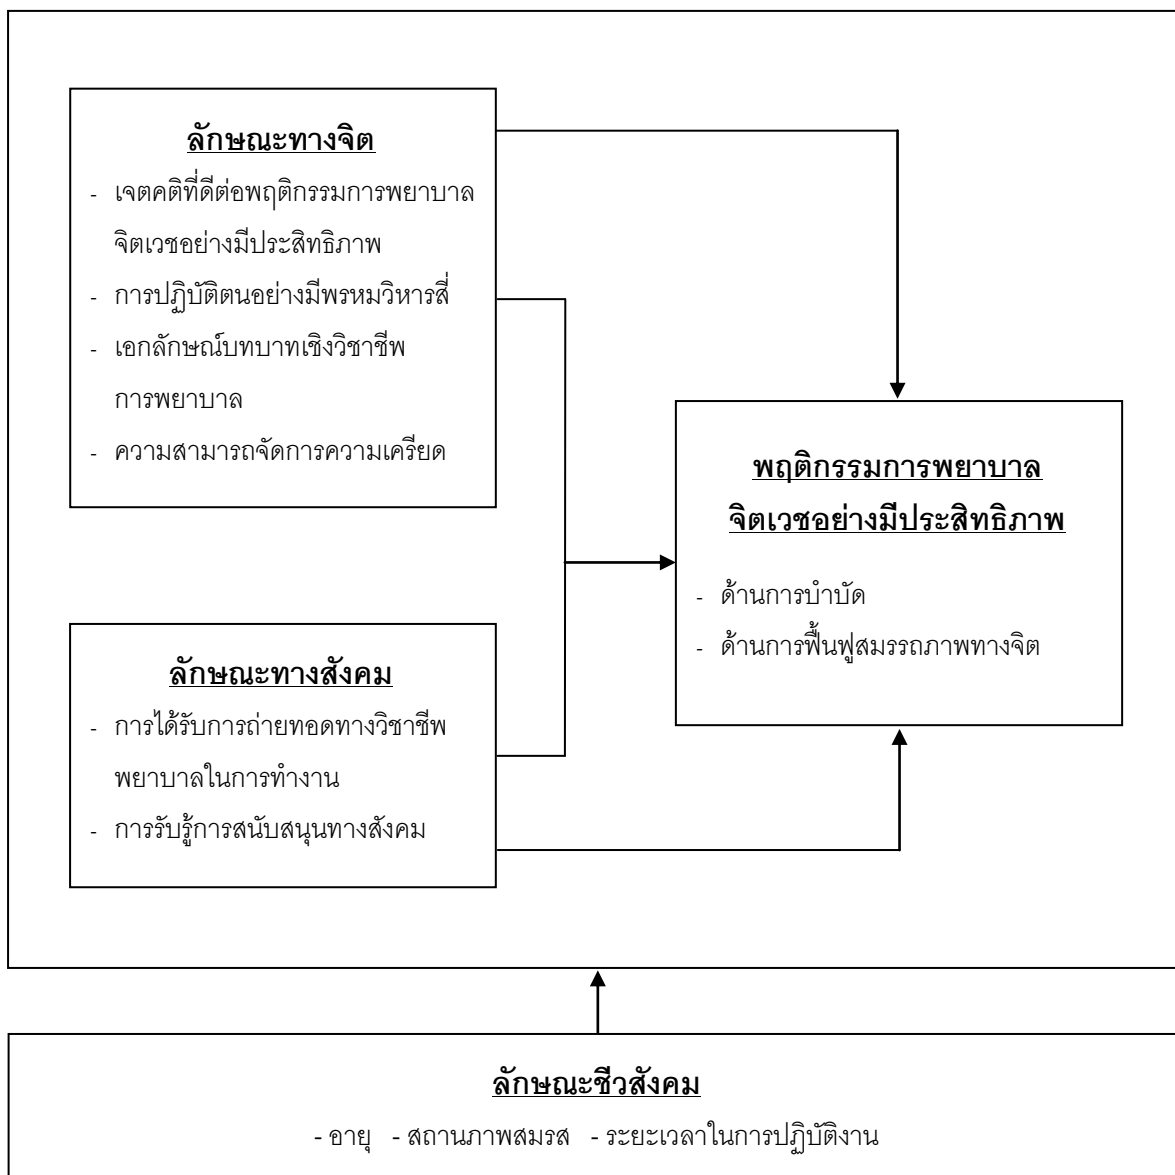 ลักษณะทางจิต
- เจตคติที่ดีต่อพฤติกรรมการพยาบาล
จิตเวชอย่างมีประสิทธิภาพ
- การปฏิบัติตนอย่างมีพรหมวิหารสี่
- เอกลักษณ์บทบาทเชิงวิชาชีพ
การพยาบาล
- ความสามารถจัดการความเครียด
พฤติกรรมการพยาบาล
จิตเวชอย่างมีประสิทธิภาพ
- ด้านการบำบัด
- ด้านการฟื้นฟูสมรรถภาพทางจิต
ลักษณะทางสังคม
- การได้รับการถ่ายทอดทางวิชาชีพ
พยาบาลในการทำงาน
- การรับรู้การสนับสนุนทางสังคม
ลักษณะชีวสังคม
- อายุ - สถานภาพสมรส - ระยะเวลาในการปฏิบัติงาน